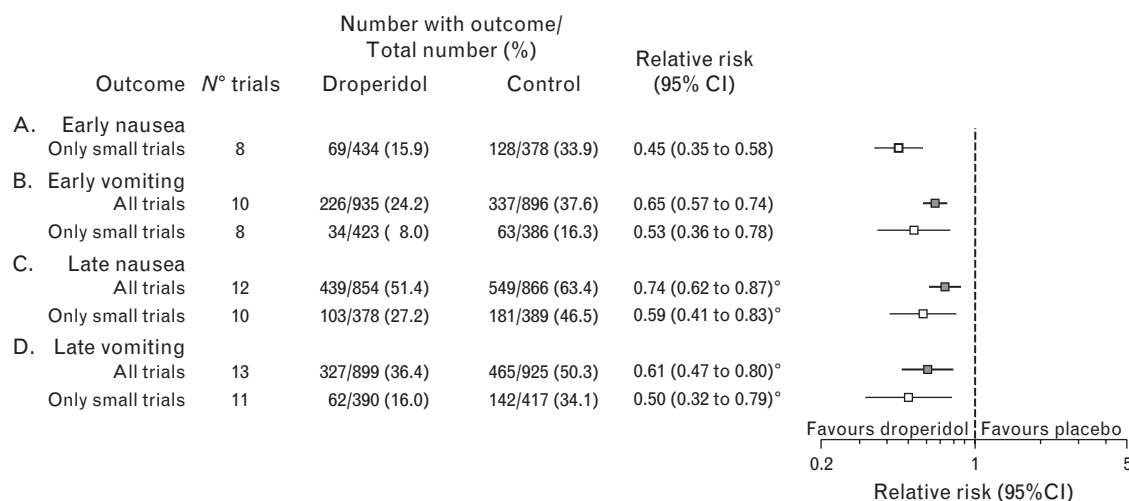 Number with outcome/
Total number (%)
Relative risk
(95% CI)
Outcome N° trials Droperidol Control
A. Early nausea
Only small trials 8 69/434 (15.9) 128/378 (33.9) 0.45 (0.35 to 0.58)
B. Early vomiting
All trials 10 226/935 (24.2) 337/896 (37.6) 0.65 (0.57 to 0.74)
Only small trials 8 34/423 ( 8.0) 63/386 (16.3) 0.53 (0.36 to 0.78)
C. Late nausea
All trials 12 439/854 (51.4) 549/866 (63.4) 0.74 (0.62 to 0.87)°
Only small trials 10 103/378 (27.2) 181/389 (46.5) 0.59 (0.41 to 0.83)°
D. Late vomiting
All trials 13 327/899 (36.4) 465/925 (50.3) 0.61 (0.47 to 0.80)°
Only small trials 11 62/390 (16.0) 142/417 (34.1) 0.50 (0.32 to 0.79)°
Favours droperidol Favours placebo
0.2 1 5
Relative risk (95%CI)